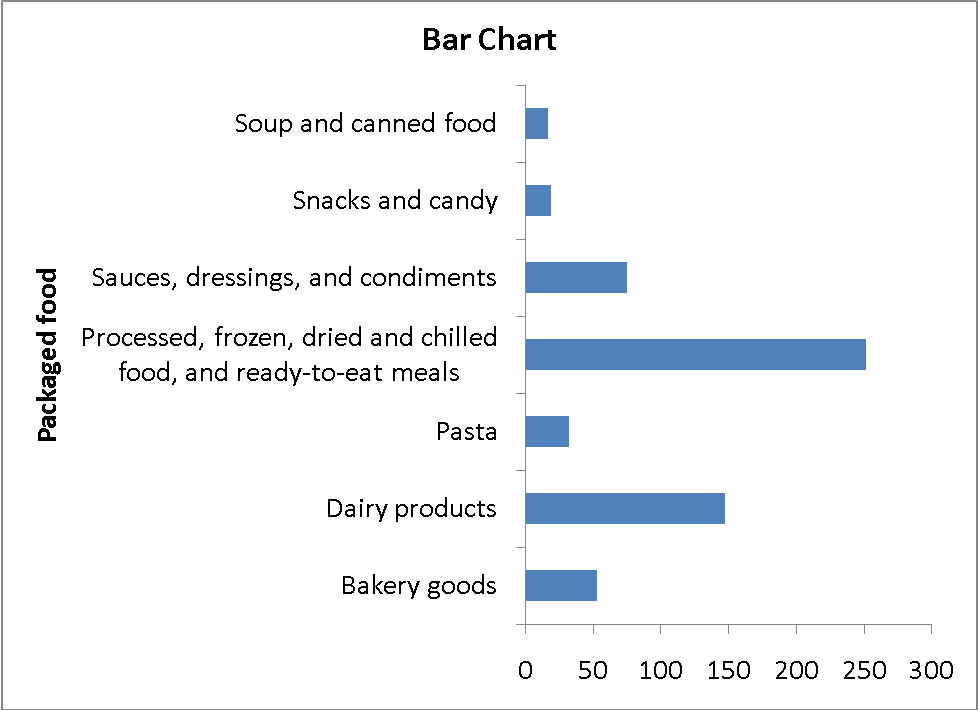 Bar Chart
Soup and canned food
Snacks and candy
Sauces, dressings, and condiments
Processed, frozen, dried and chilled
food, and ready-to-eat meals
Pasta
Dairy products
Bakery goods
Packaged food
0 50 100 150 200 250 300